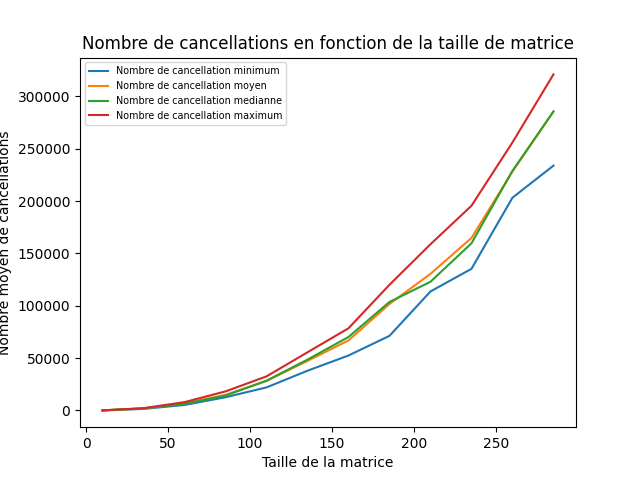 Nombre de cancellations en fonction de la taille de matrice
Nombre de cancellation minimum
Nombre de cancellation moyen
Nombre de cancellation medianne
Nombre de cancellation maximum
Nombre moyen de cancellations
300000
250000
200000
150000
100000
50000
0
0 50 100 150 200 250
Taille de la matrice